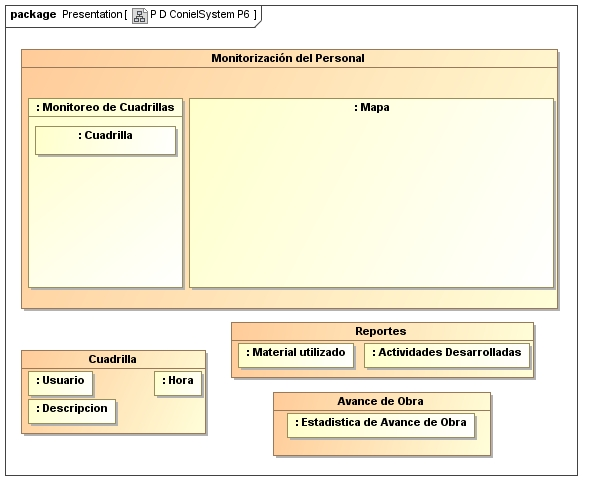 package Presentation [ P D ConielSystem P6 ]
Monitorización del Personal
: Monitoreo de Cuadrillas
: Mapa
: Cuadrilla
Reportes
: Material utilizado
: Actividades Desarrolladas
Cuadrilla
: Usuario
: Hora
: Descripcion
Avance de Obra
: Estadistica de Avance de Obra